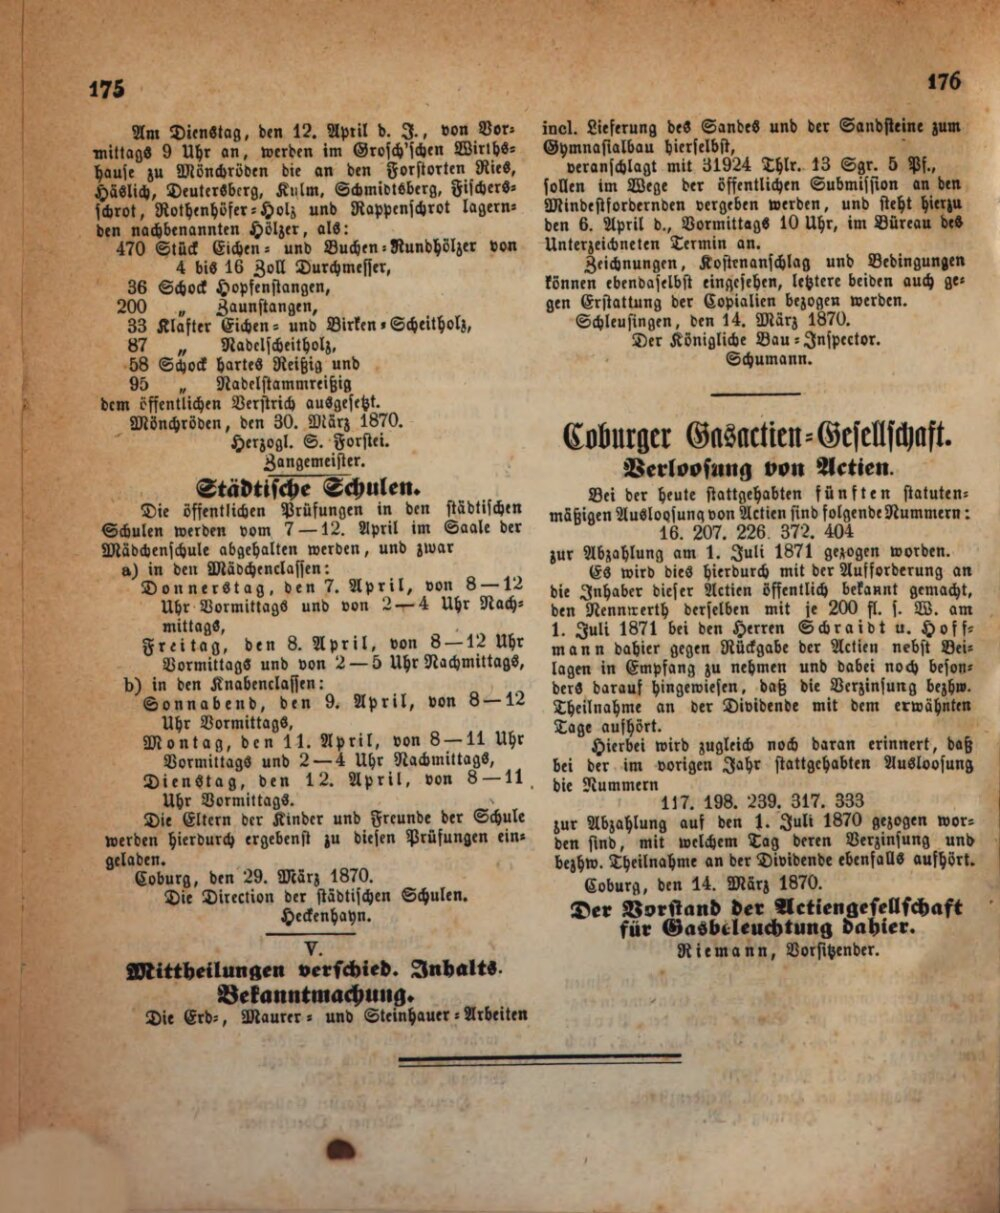 175
Am Dienstag, den 12. April d. J., von Vor-
mittags 9 Uhr an, werden im Grosch'schen Wirths-
hause zu Mönchröden die an den Forstorten Ries,
Häslich, Deutersberg, Kulm, Schmidtsberg, Fischers-
schrot, Rothenhöfer-Holz und Rappenschrot lagern-
den nachbenannten Hölzer, als:
470 Stück Eichen- und Buchen-Rundhölzer von
4 bis 16 Zoll Durchmesser,
36 Schock Hopfenstangen,
200 „ Zaunstangen,
33 Klafter Eichen- und Birken-Scheitholz,
87 „ Nadelscheitholz,
58 Schock hartes Reißig und
95 „ Nadelstammreißig
dem öffentlichen Verstrich ausgesetzt.
Mönchröden, den 30. März 1870.
Herzogl. S. Forstei.
Zangemeister.
Städtische Schulen.
Die öffentlichen Prüfungen in den städtischen
Schulen werden vom 7—12. April im Saale der
Mädchenschule abgehalten werden, und zwar
a) in den Mädchenclassen:
Donnerstag, den 7. April, von 8—12
Uhr Vormittags und von 2—4 Uhr Nach-
mittags,
Freitag, den 8. April, von 8—12 Uhr
Vormittags und von 2—5 Uhr Nachmittags,
b) in den Knabenclassen:
Sonnabend, den 9. April, von 8—12
Uhr Vormittags,
Montag, den 11. April, von 8—11 Uhr
Vormittags und 2—4 Uhr Nachmittags,
Dienstag, den 12. April, von 8—11
Uhr Vormittags.
Die Eltern der Kinder und Freunde der Schule
werden hierdurch ergebenst zu diesen Prüfungen ein-
geladen.
Coburg, den 29. März 1870.
Die Direction der städtischen Schulen.
Heckenhayn.
V.
Mittheilungen verschied. Inhalts.
Bekanntmachung.
Die Erd-, Maurer- und Steinhauer-Arbeiten
176
incl. Lieferung des Sandes und der Sandsteine zum
Gymnasialbau hierselbst,
veranschlagt mit 31924 Thlr. 13 Sgr. 5 Pf.,
sollen im Wege der öffentlichen Submission an den
Mindestfordernden vergeben werden, und steht hierzu
den 6. April d., Vormittags 10 Uhr, im Büreau des
Unterzeichneten Termin an.
Zeichnungen, Kostenanschlag und Bedingungen
können ebendaselbst eingesehen, letztere beiden auch ge-
gen Erstattung der Copialien bezogen werden.
Schleusingen, den 14. März 1870.
Der Königliche Bau-Inspector.
Schumann.
Coburger Gasactien-Gesellschaft.
Verloosung von Actien.
Bei der heute stattgehabten fünften statuten-
mäßigen Ausloosung von Actien sind folgende Nummern:
16. 207. 226. 372. 404
zur Abzahlung am 1. Juli 1871 gezogen worden.
Es wird dies hierdurch mit der Aufforderung an
die Inhaber dieser Actien öffentlich bekannt gemacht,
den Nennwerth derselben mit je 200 fl. s. W. am
1. Juli 1871 bei den Herren Schraidt u. Hoff-
mann dahier gegen Rückgabe der Actien nebst Bei-
lagen in Empfang zu nehmen und dabei noch beson-
ders darauf hingewiesen, daß die Verzinsung bezhw.
Theilnahme an der Dividende mit dem erwähnten
Tage aufhört.
Hierbei wird zugleich noch daran erinnert, daß
bei der im vorigen Jahr stattgehabten Ausloosung
die Nummern
117. 198. 239. 317. 333
zur Abzahlung auf den 1. Juli 1870 gezogen wor-
den sind, mit welchem Tag deren Verzinsung und
bezhw. Theilnahme an der Dividende ebenfalls aufhört.
Coburg, den 14. März 1870.
Der Vorstand der Actiengesellschaft
für Gasbeleuchtung dahier.
Riemann, Vorsitzender.